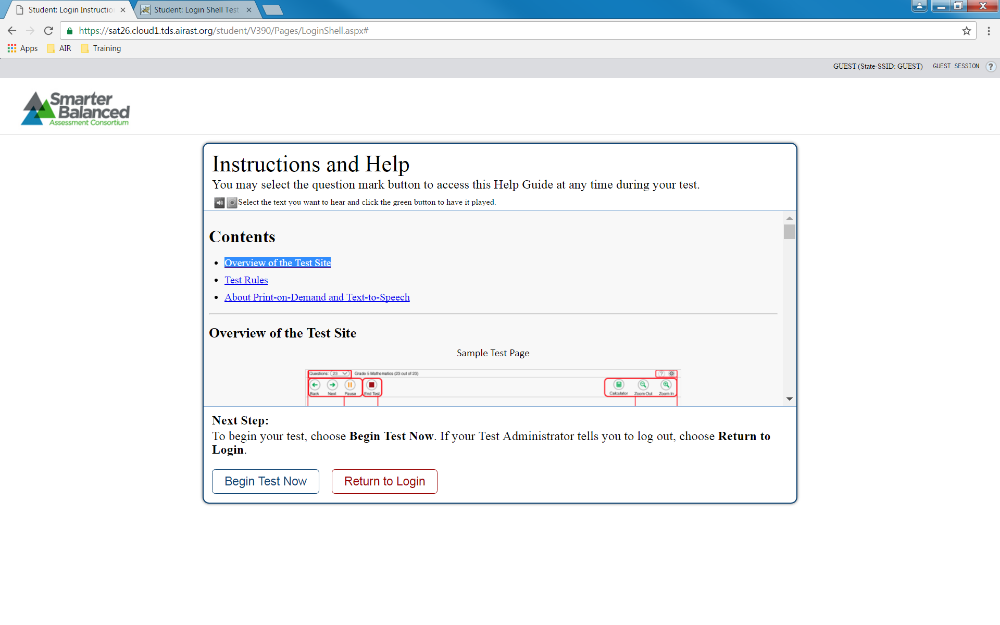 Student: Login Instructio
Student: Login Shell Test
https://sat26.cloud1.tds.airast.org/student/V390/Pages/LoginShell.aspx#
Apps AIR Training
GUEST (State-SSID: GUEST) GUEST SESSION ?
Smarter
Balanced
Assessment Consortium
Instructions and Help
You may select the question mark button to access this Help Guide at any time during your test.
Select the text you want to hear and click the green button to have it played.
Contents
Overview of the Test Site
Test Rules
About Print-on-Demand and Text-to-Speech
Overview of the Test Site
Sample Test Page
Questions: 23 Grade 5 Mathematics (23 out of 23) ?
Back Next Pause End Test Calculator Zoom Out Zoom In
Next Step:
To begin your test, choose Begin Test Now. If your Test Administrator tells you to log out, choose Return to
Login.
Begin Test Now Return to Login